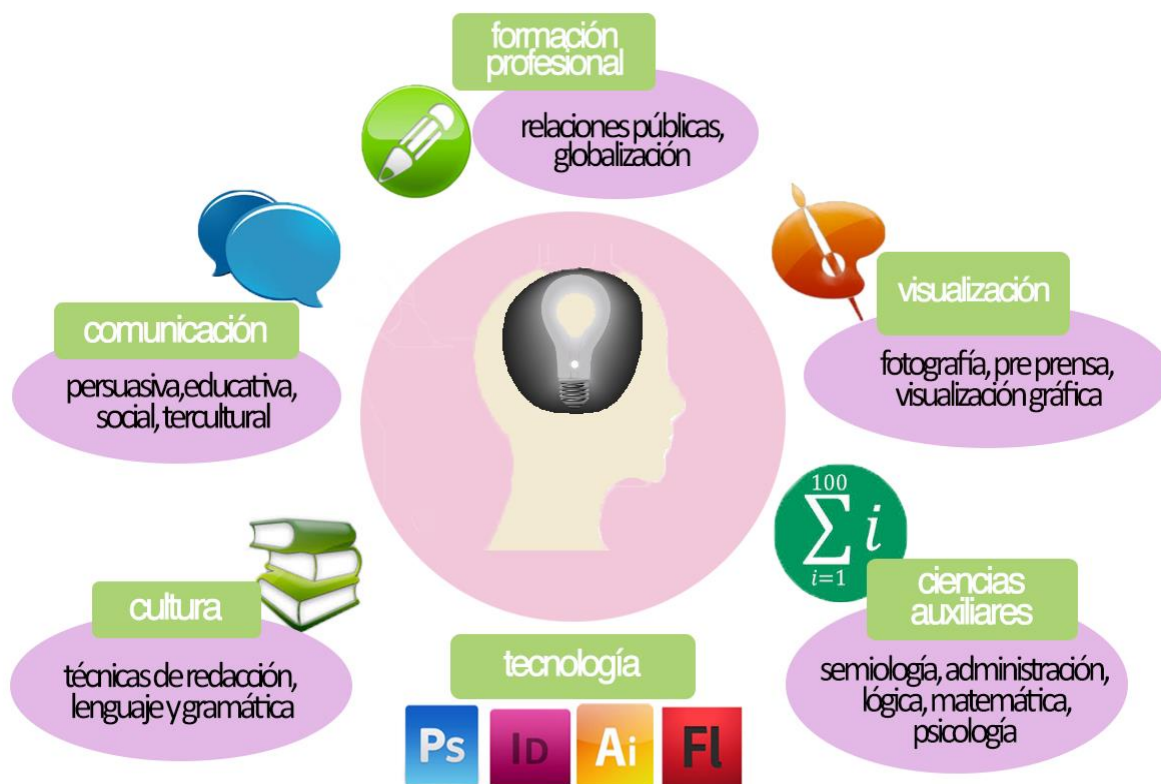 formación
profesional
relaciones públicas,
globalización
comunicación
persuasiva,educativa,
social, tercultural
visualización
fotografía, pre prensa,
visualización gráfica
cultura
técnicas de redacción,
lenguaje y gramática
100
∑ i
i=1
ciencias
auxiliares
semiología, administración,
lógica, matemática,
psicología
tecnología
Ps ID Ai Fl